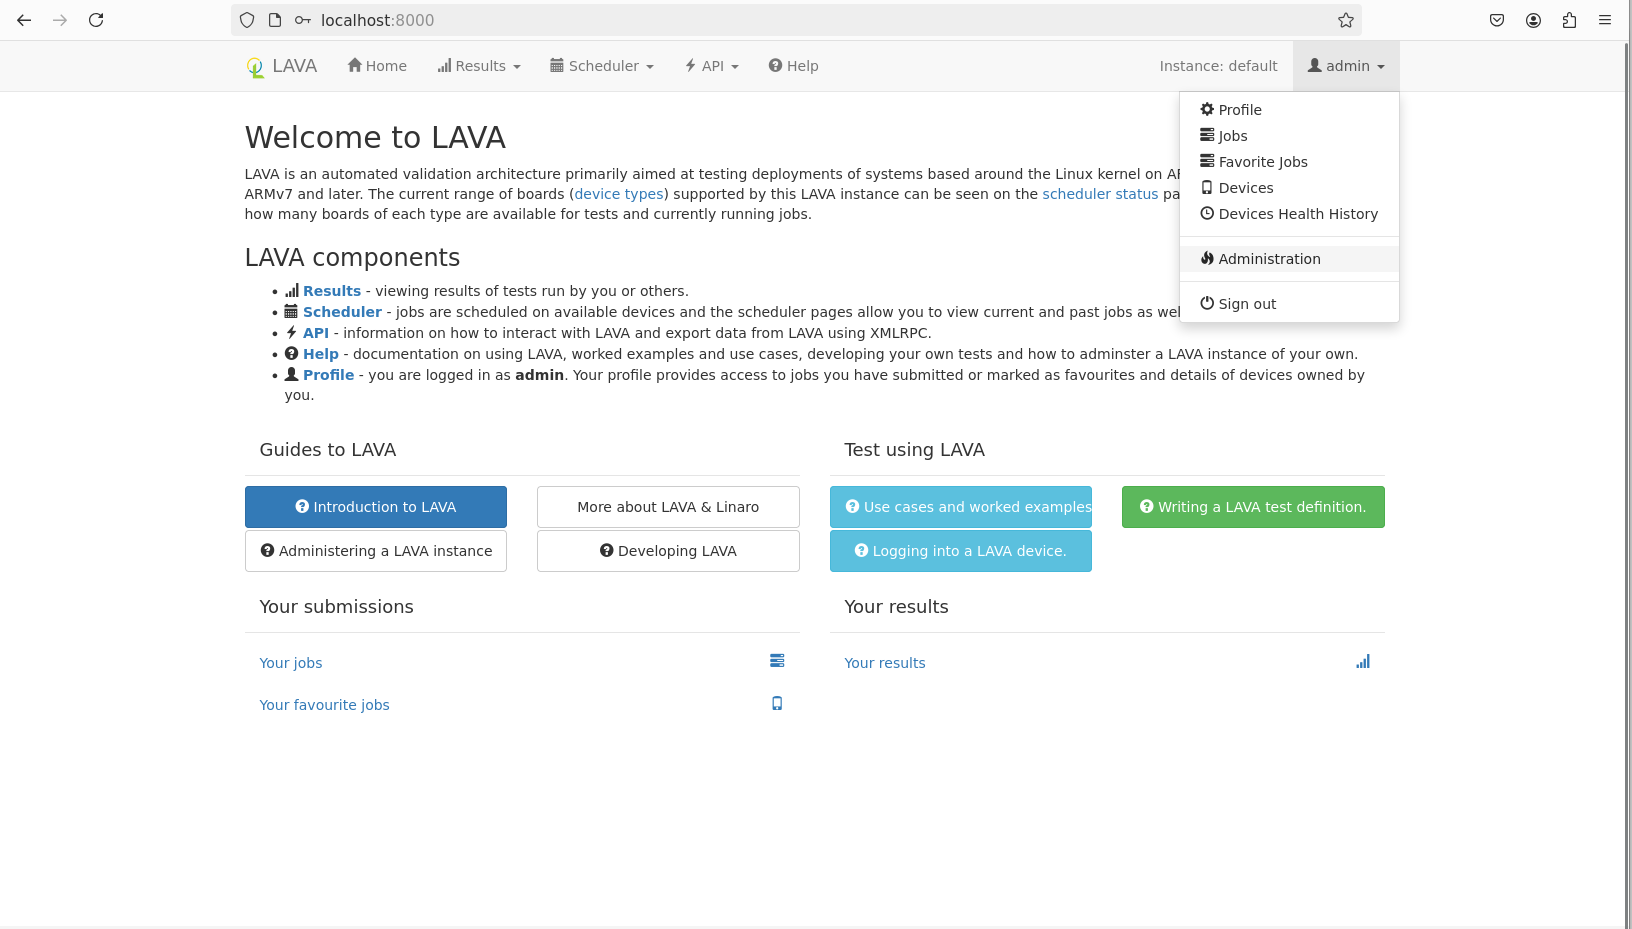 localhost:8000
LAVA Home Results Scheduler API Help Instance: default admin
Profile
Jobs
Favorite Jobs
Devices
Devices Health History
Administration
Sign out
Welcome to LAVA
LAVA is an automated validation architecture primarily aimed at testing deployments of systems based around the Linux kernel on
ARMv7 and later. The current range of boards (device types) supported by this LAVA instance can be seen on the scheduler status
how many boards of each type are available for tests and currently running jobs.
LAVA components
• Results - viewing results of tests run by you or others.
• Scheduler - jobs are scheduled on available devices and the scheduler pages allow you to view current and past jobs as
• API - information on how to interact with LAVA and export data from LAVA using XMLRPC.
• Help - documentation on using LAVA, worked examples and use cases, developing your own tests and how to adminster a LAVA instance of your own.
• Profile - you are logged in as admin. Your profile provides access to jobs you have submitted or marked as favourites and details of devices owned by
you.
Guides to LAVA
Introduction to LAVA
More about LAVA & Linaro
Administering a LAVA instance
Developing LAVA
Test using LAVA
Use cases and worked examples
Writing a LAVA test definition.
Logging into a LAVA device.
Your submissions
Your jobs
Your favourite jobs
Your results
Your results